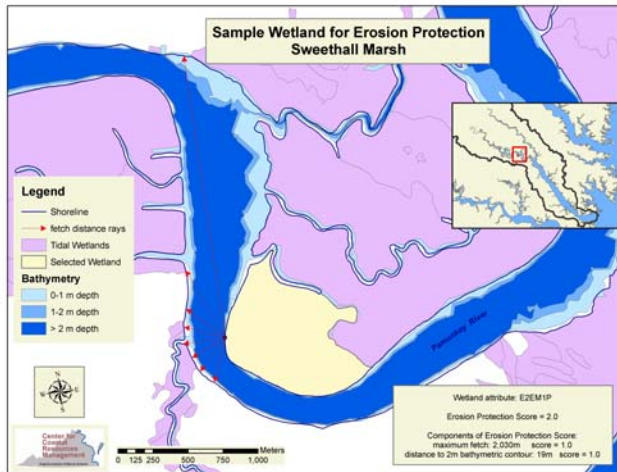 Sample Wetland for Erosion Protection
Sweethall Marsh
Legend
Shoreline
fetch distance rays
Tidal Wetlands
Selected Wetland
Bathymetry
0-1 m depth
1-2 m depth
> 2 m depth
Pamunkey River
N
W
E
S
Center for
Coastal
Resources
Management
Meters
0 125 250 500 750 1,000
Wetland attribute: E2EM1P
Erosion Protection Score = 2.0
Components of Erosion Protection Score:
maximum fetch: 2,030m score = 1.0
distance to 2m bathymetric contour: 19m score = 1.0